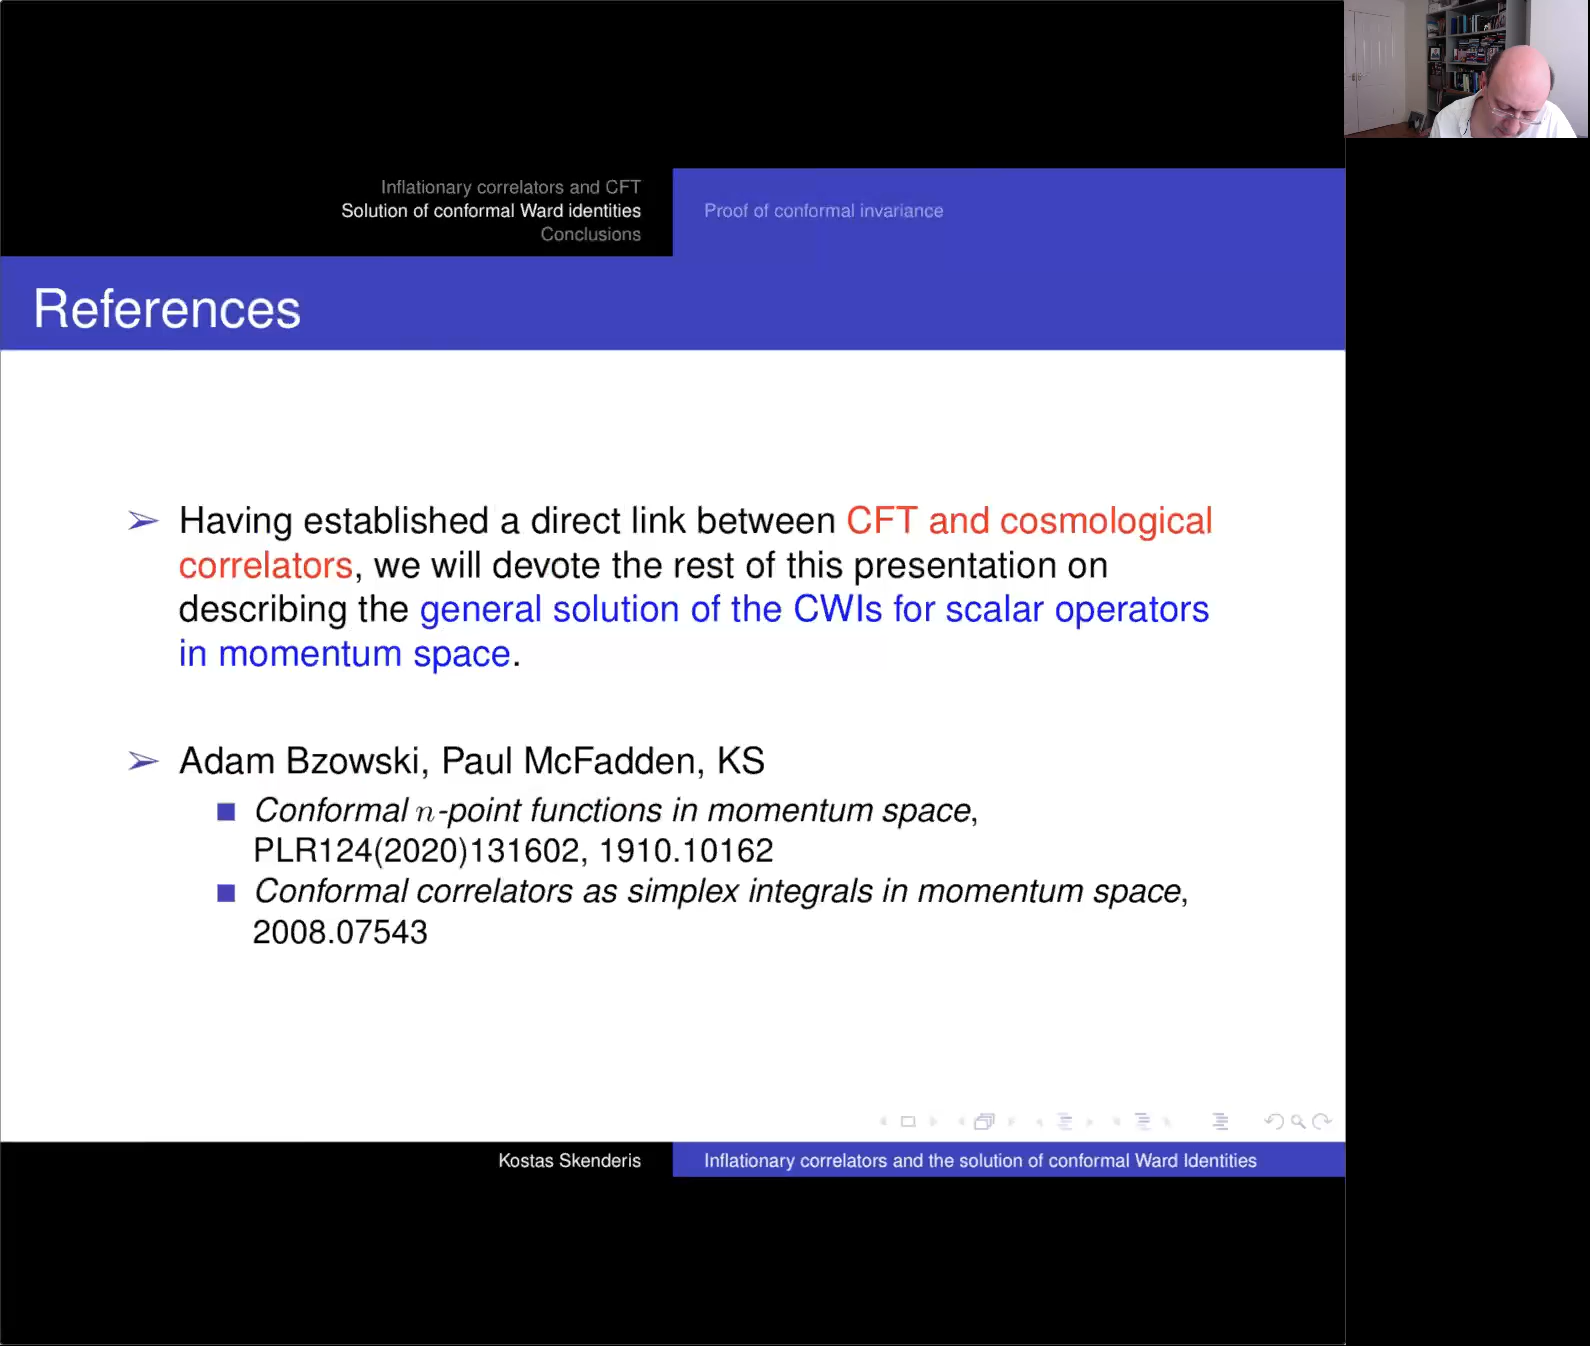 Inflationary correlators and CFT
Solution of conformal Ward identities
Conclusions
Proof of conformal invariance
References
Having established a direct link between CFT and cosmological
correlators, we will devote the rest of this presentation on
describing the general solution of the CWIs for scalar operators
in momentum space.
Adam Bzowski, Paul McFadden, KS
Conformal n-point functions in momentum space,
PLR124(2020)131602, 1910.10162
Conformal correlators as simplex integrals in momentum space,
2008.07543
Kostas Skenderis
Inflationary correlators and the solution of conformal Ward Identities